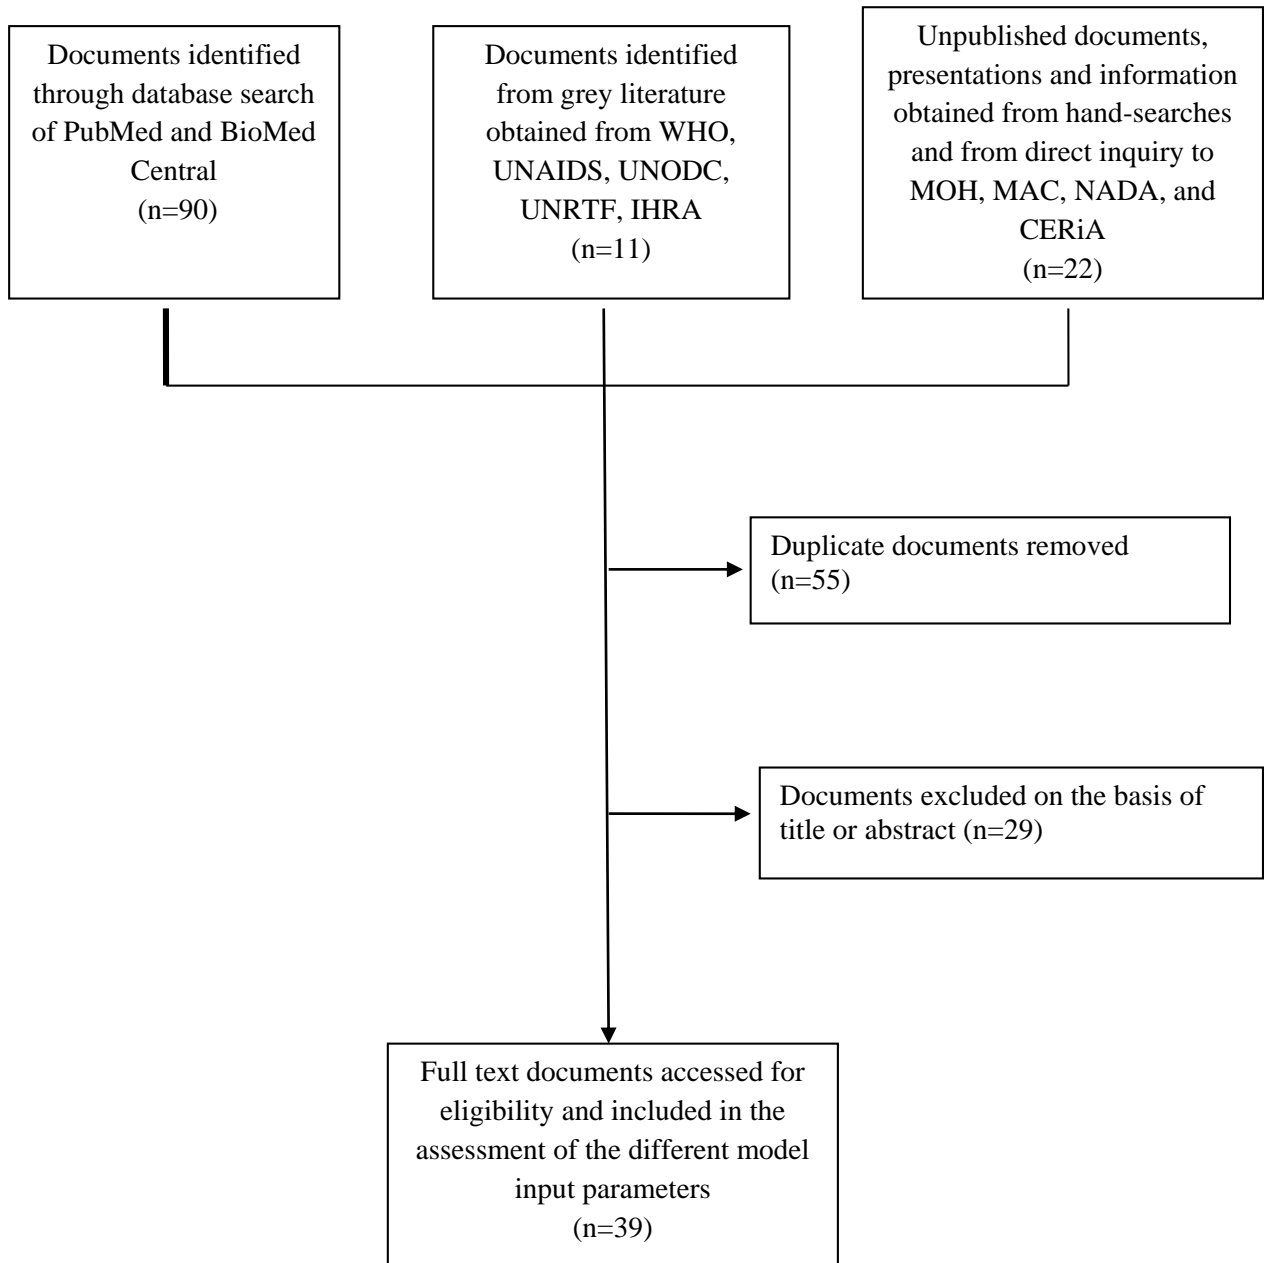 Documents identified
through database search
of PubMed and BioMed
Central
(n=90)
Documents identified
from grey literature
obtained from WHO,
UNAIDS, UNODC,
UNRTF, IHRA
(n=11)
Unpublished documents,
presentations and information
obtained from hand-searches
and from direct inquiry to
MOH, MAC, NADA, and
CERiA
(n=22)
Duplicate documents removed
(n=55)
Documents excluded on the basis of
title or abstract (n=29)
Full text documents accessed for
eligibility and included in the
assessment of the different model
input parameters
(n=39)